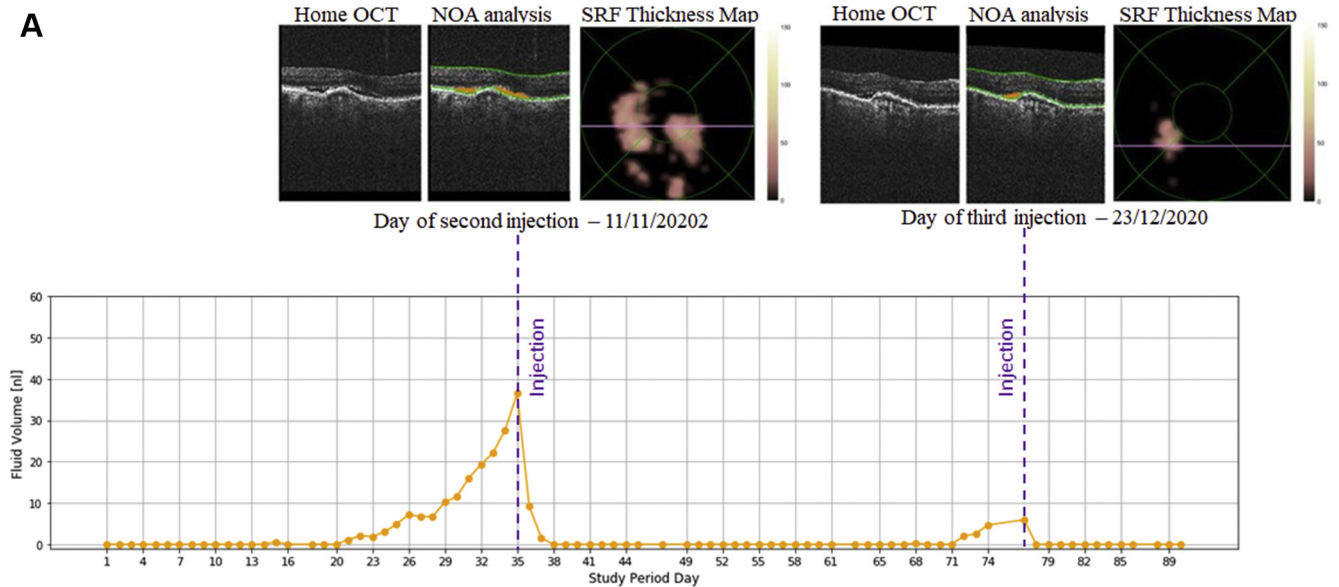 A
Home OCT NOA analysis SRF Thickness Map
Home OCT NOA analysis SRF Thickness Map
150
100
50
0
150
100
50
0
Day of second injection – 11/11/20202
Day of third injection – 23/12/2020
Injection
Injection
Fluid Volume [nl]
60
50
40
30
20
10
0
1 4 7 10 13 16 20 23 26 29 32 35 38 41 44 49 52 55 58 61 65 68 71 74 79 82 85 89
Study Period Day